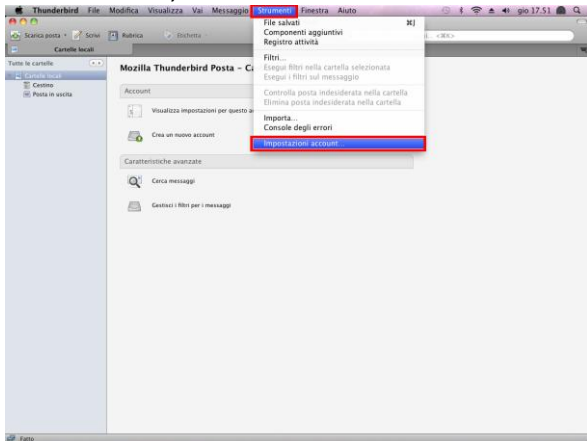 Thunderbird File Modifica Visualizza Vai Messaggio Strumenti Finestra Aiuto gio 17.51
File salvati ⌘J
Componenti aggiuntivi
Registro attività
Filtri...
Esegui filtri nella cartella selezionata
Esegui i filtri sul messaggio
Controlla posta indesiderata nella cartella
Elimina posta indesiderata nella cartella
Importa...
Console degli errori
Impostazioni account...
Scarica posta Scrivi Rubrica Etichetta
Cartelle locali
Tutte le cartelle
Cartelle locali
Cestino
Posta in uscita
Mozilla Thunderbird Posta - Ca
Account
Visualizza impostazioni per questo a
Crea un nuovo account
Caratteristiche avanzate
Cerca messaggi
Gestisci i filtri per i messaggi
Fatto